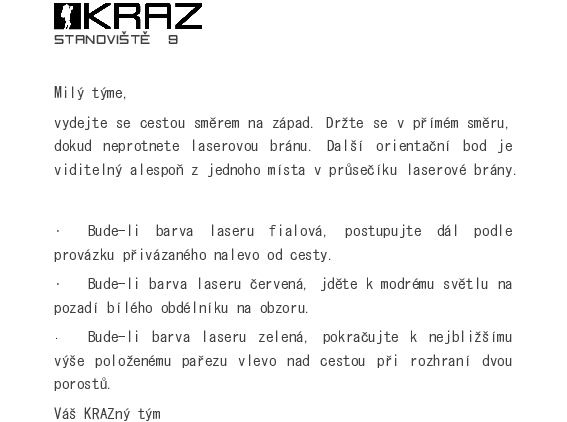 KRAZ
STANOVIŠTĚ 9
Milý týme,
vydejte se cestou směrem na západ. Držte se v přímém směru,
dokud neprotnete laserovou bránu. Další orientační bod je
viditelný alespoň z jednoho místa v průsečíku laserové brány.
· Bude-li barva laseru fialová, postupujte dál podle
provázku přivázaného nalevo od cesty.
· Bude-li barva laseru červená, jděte k modrému světlu na
pozadí bílého obdélníku na obzoru.
· Bude-li barva laseru zelená, pokračujte k nejbližšímu
výše položenému pařezu vlevo nad cestou při rozhraní dvou
porostů.
Váš KRAZný tým